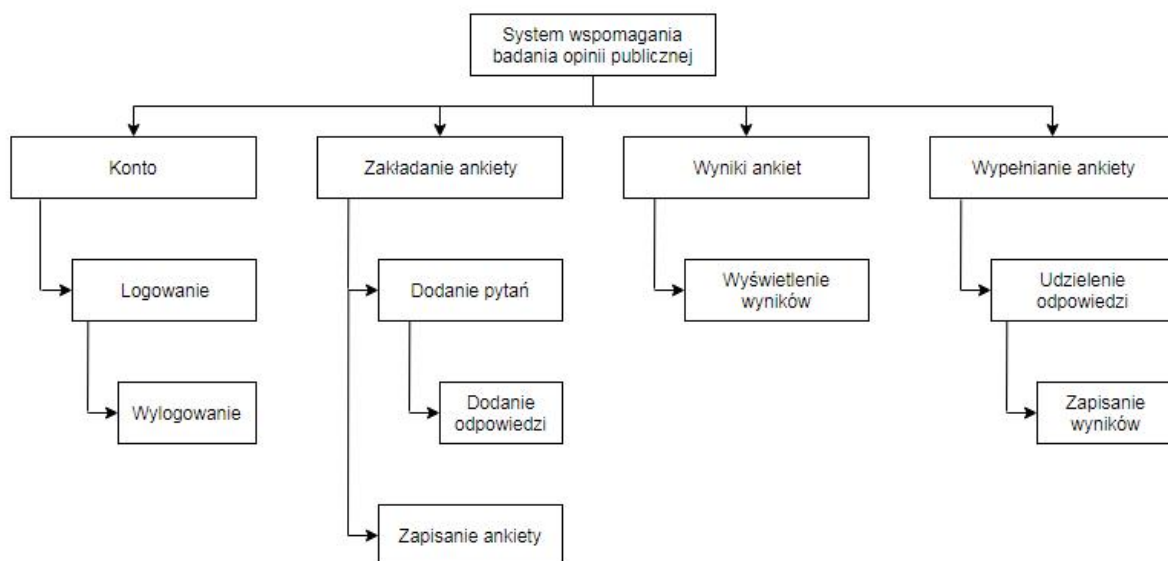 System wspomagania
badania opinii publicznej
Konto
Zakładanie ankiety
Wyniki ankiet
Wypełnianie ankiety
Logowanie
Dodanie pytań
Wyświetlenie
wyników
Udzielenie
odpowiedzi
Wylogowanie
Dodanie
odpowiedzi
Zapisanie
wyników
Zapisanie ankiety